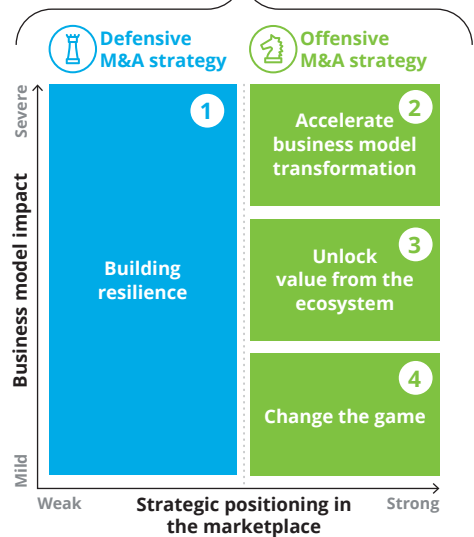 Defensive
M&A strategy
Offensive
M&A strategy
Severe
Business model impact
Mild
1
Building
resilience
2
Accelerate
business model
transformation
3
Unlock
value from the
ecosystem
4
Change the game
Weak
Strategic positioning in
the marketplace
Strong